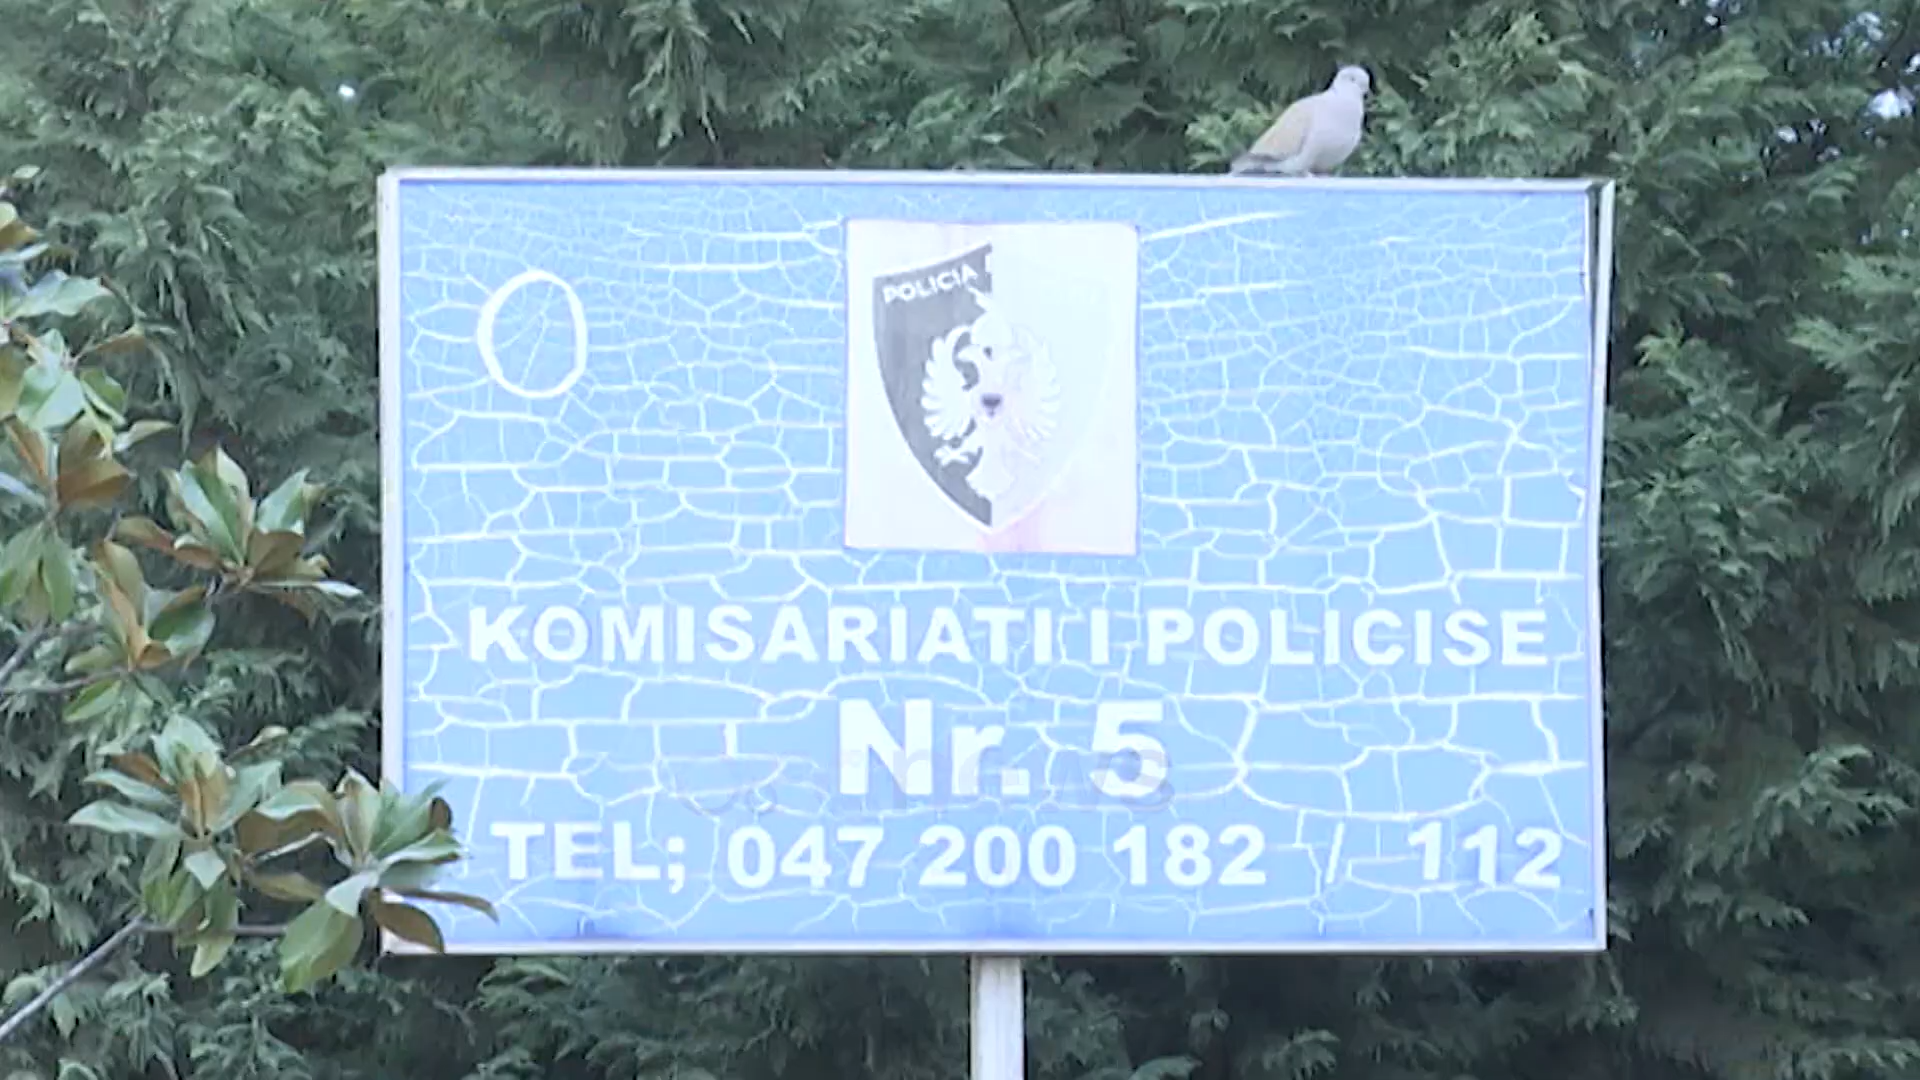 POLICIA
KOMISARIATI I POLICISE
Nr. 5
TEL; 047 200 182 / 112